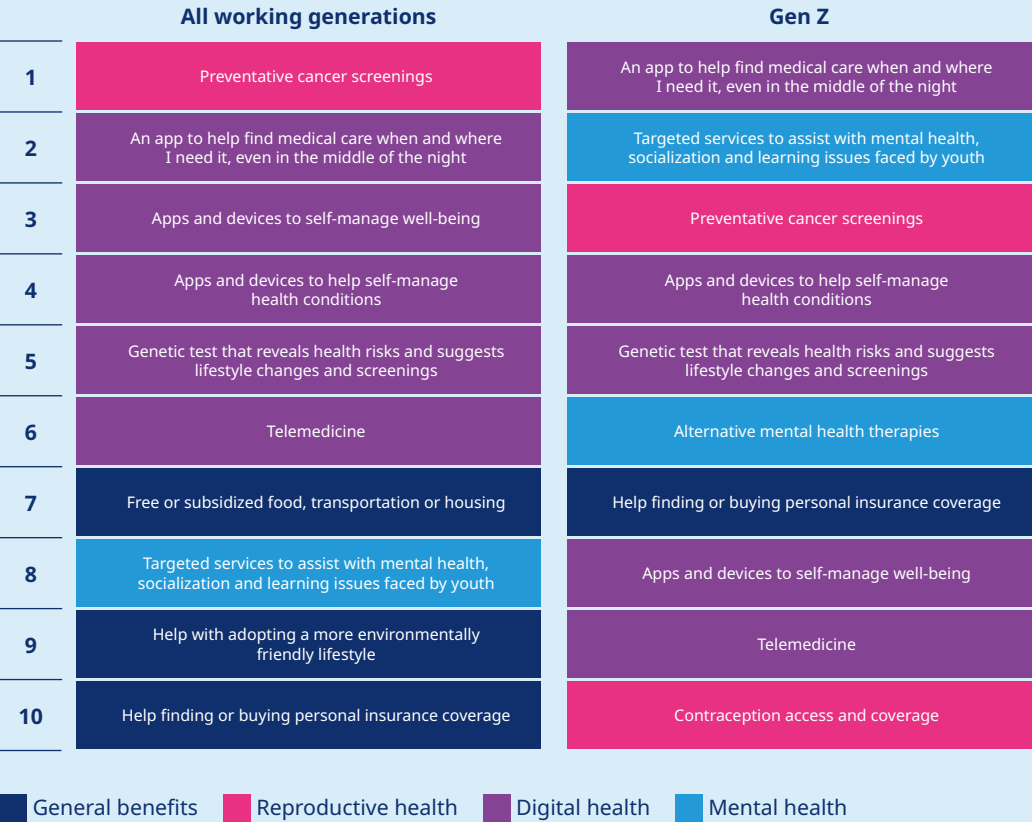 All working generations
Gen Z
1
Preventative cancer screenings
An app to help find medical care when and where
I need it, even in the middle of the night
2
An app to help find medical care when and where
I need it, even in the middle of the night
Targeted services to assist with mental health,
socialization and learning issues faced by youth
3
Apps and devices to self-manage well-being
Preventative cancer screenings
4
Apps and devices to help self-manage
health conditions
Apps and devices to help self-manage
health conditions
5
Genetic test that reveals health risks and suggests
lifestyle changes and screenings
Genetic test that reveals health risks and suggests
lifestyle changes and screenings
6
Telemedicine
Alternative mental health therapies
7
Free or subsidized food, transportation or housing
Help finding or buying personal insurance coverage
8
Targeted services to assist with mental health,
socialization and learning issues faced by youth
Apps and devices to self-manage well-being
9
Help with adopting a more environmentally
friendly lifestyle
Telemedicine
10
Help finding or buying personal insurance coverage
Contraception access and coverage
General benefits
Reproductive health
Digital health
Mental health